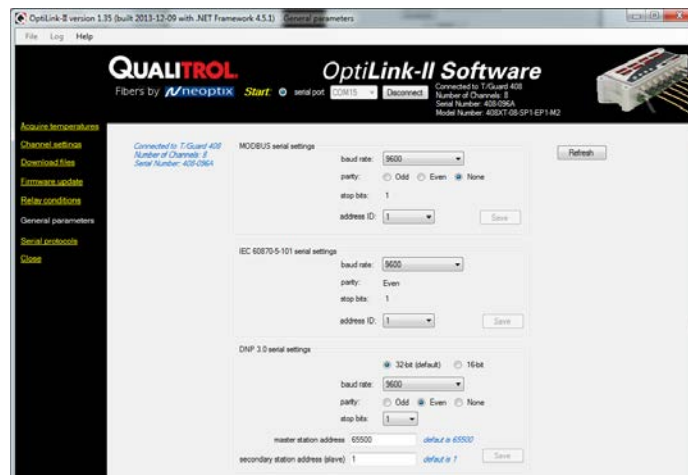 OptiLink-II version 1.35 (built 2013-12-09 with .NET Framework 4.5.1) General parameters
File Log Help
QUALITROL.
Fibers by neoptix
OptiLink-II Software
Start: serial port COM15 Disconnect
Connected to T/Guard 408
Number of Channels: 8
Serial Number: 408-096A
Model Number: 408XT-08-SP1-EP1-M2
Acquire temperatures
Channel settings
Download files
Firmware update
Relay conditions
General parameters
Serial protocols
Close
Connected to T/Guard 408
Number of Channels: 8
Serial Number: 408-096A
Refresh
MODBUS serial settings
baud rate: 9600
parity: Odd Even None
stop bits: 1
address ID: 1 Save
IEC 60870-5-101 serial settings
baud rate: 9600
parity: Even
stop bits: 1
address ID: 1 Save
DNP 3.0 serial settings
32-bit (default) 16-bit
baud rate: 9600
parity: Odd Even None
stop bits: 1
master station address 65500 default is 65500
secondary station address (slave) 1 default is 1 Save